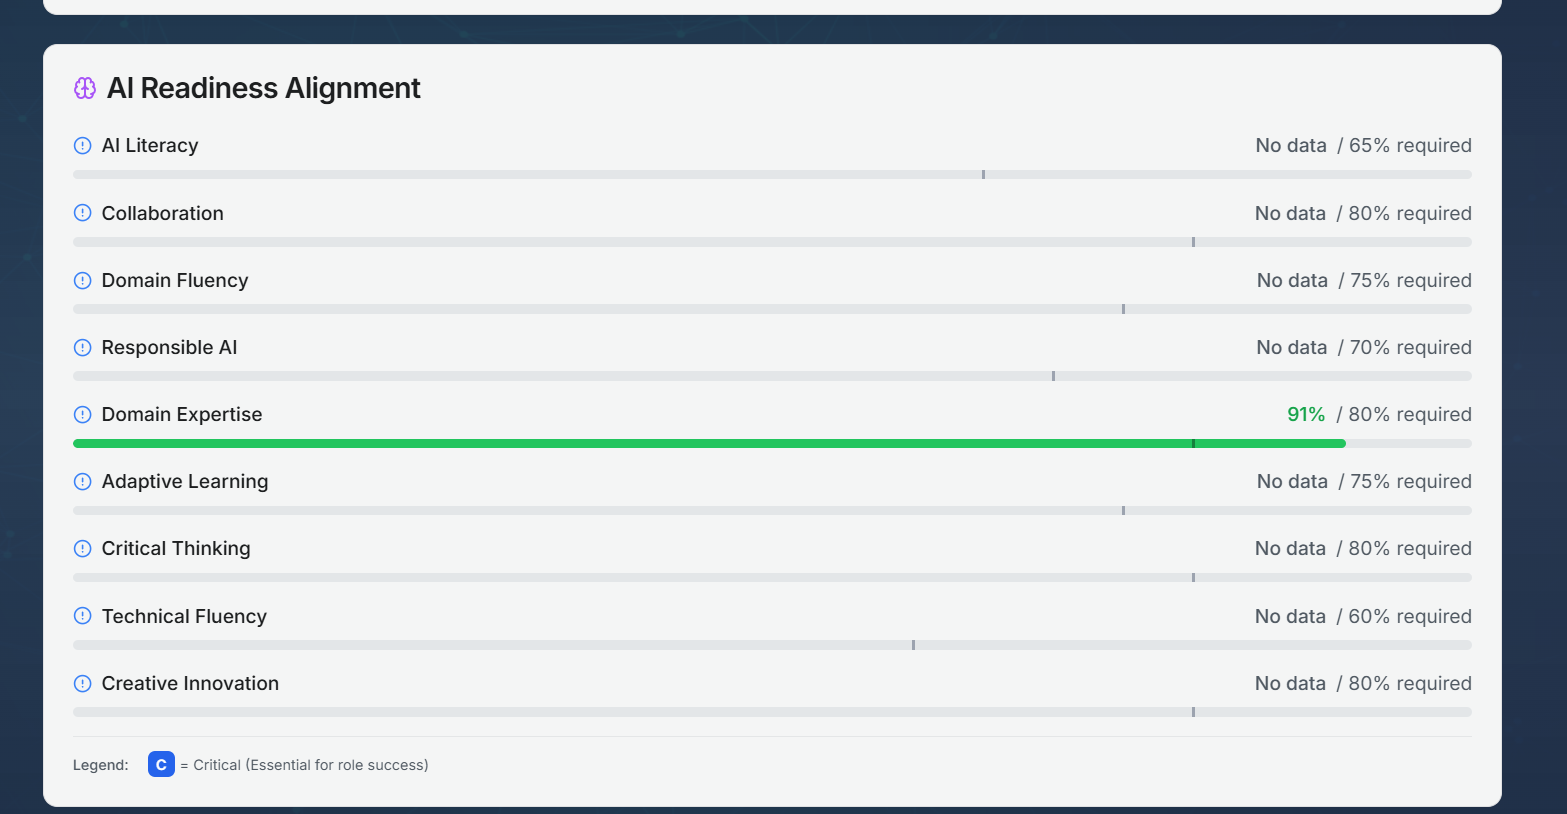 AI Readiness Alignment
AI Literacy No data / 65% required
Collaboration No data / 80% required
Domain Fluency No data / 75% required
Responsible AI No data / 70% required
Domain Expertise 91% / 80% required
Adaptive Learning No data / 75% required
Critical Thinking No data / 80% required
Technical Fluency No data / 60% required
Creative Innovation No data / 80% required
Legend: C = Critical (Essential for role success)